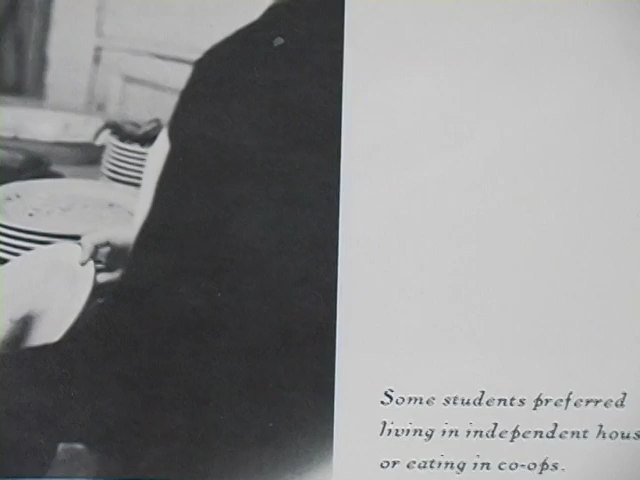 Some students preferred
living in independent hous
or eating in co-ops.